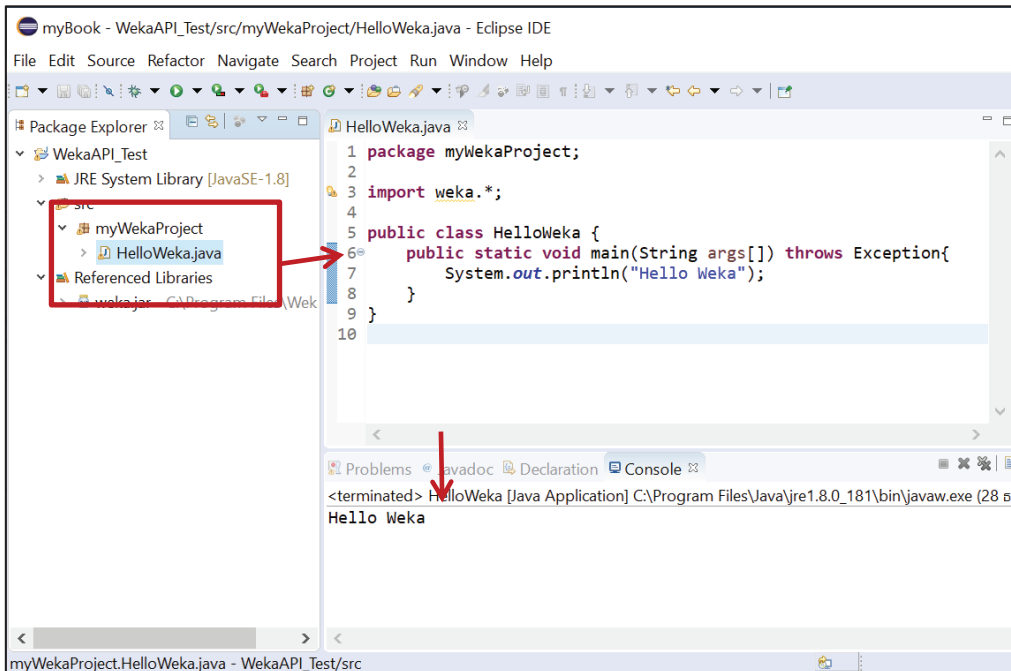 myBook - WekaAPI_Test/src/myWekaProject/HelloWeka.java - Eclipse IDE
File Edit Source Refactor Navigate Search Project Run Window Help
Package Explorer
WekaAPI_Test
JRE System Library [JavaSE-1.8]
src
myWekaProject
HelloWeka.java
Referenced Libraries
weka.jar - C:\Program Files\Wek
HelloWeka.java
1 package myWekaProject;
2
3 import weka.*;
4
5 public class HelloWeka {
6 public static void main(String args[]) throws Exception{
7 System.out.println("Hello Weka");
8 }
9 }
10
Problems @ Javadoc Declaration Console
<terminated> HelloWeka [Java Application] C:\Program Files\Java\jre1.8.0_181\bin\javaw.exe (28
Hello Weka
myWekaProject.HelloWeka.java - WekaAPI_Test/src